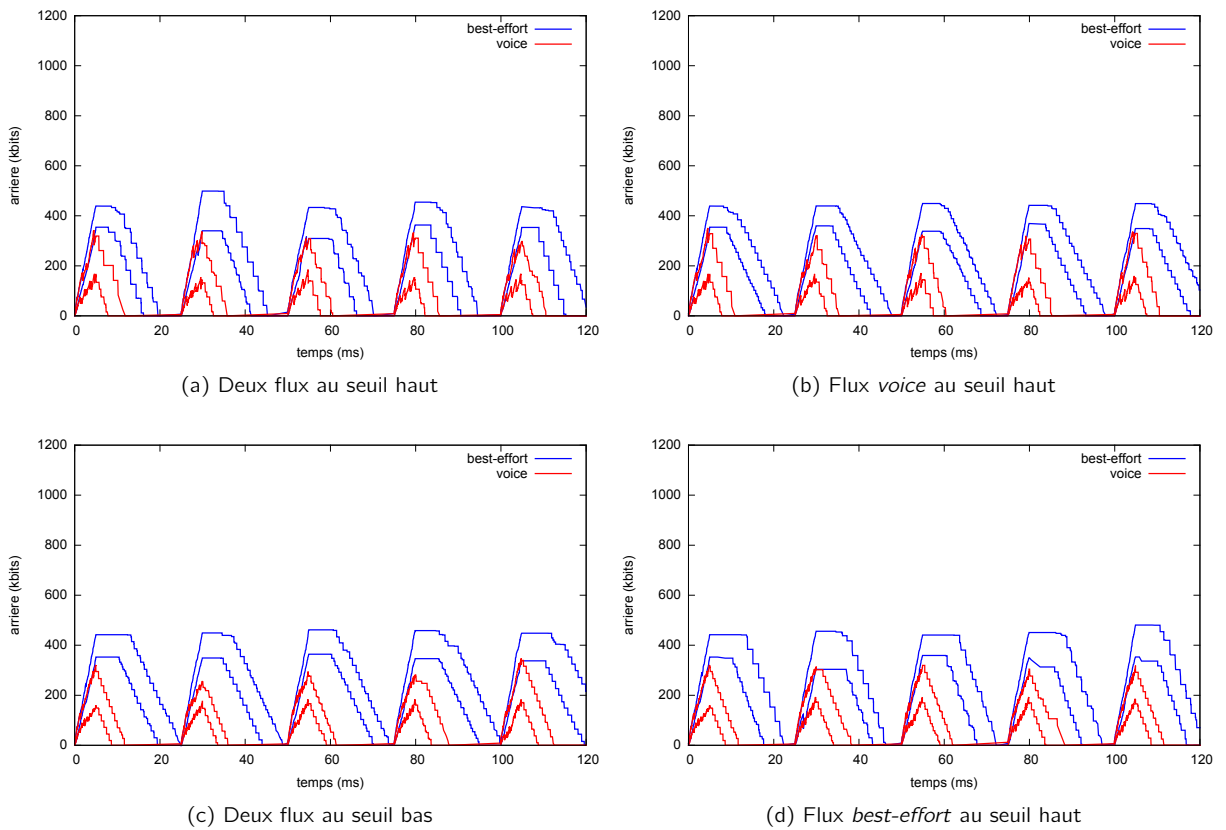 1200
1000
800
600
400
200
0
arriere (kbits)
best-effort
voice
0 20 40 60 80 100 120
temps (ms)
(a) Deux flux au seuil haut
1200
1000
800
600
400
200
0
arriere (kbits)
best-effort
voice
0 20 40 60 80 100 120
temps (ms)
(b) Flux voice au seuil haut
1200
1000
800
600
400
200
0
arriere (kbits)
best-effort
voice
0 20 40 60 80 100 120
temps (ms)
(c) Deux flux au seuil bas
1200
1000
800
600
400
200
0
arriere (kbits)
best-effort
voice
0 20 40 60 80 100 120
temps (ms)
(d) Flux best-effort au seuil haut